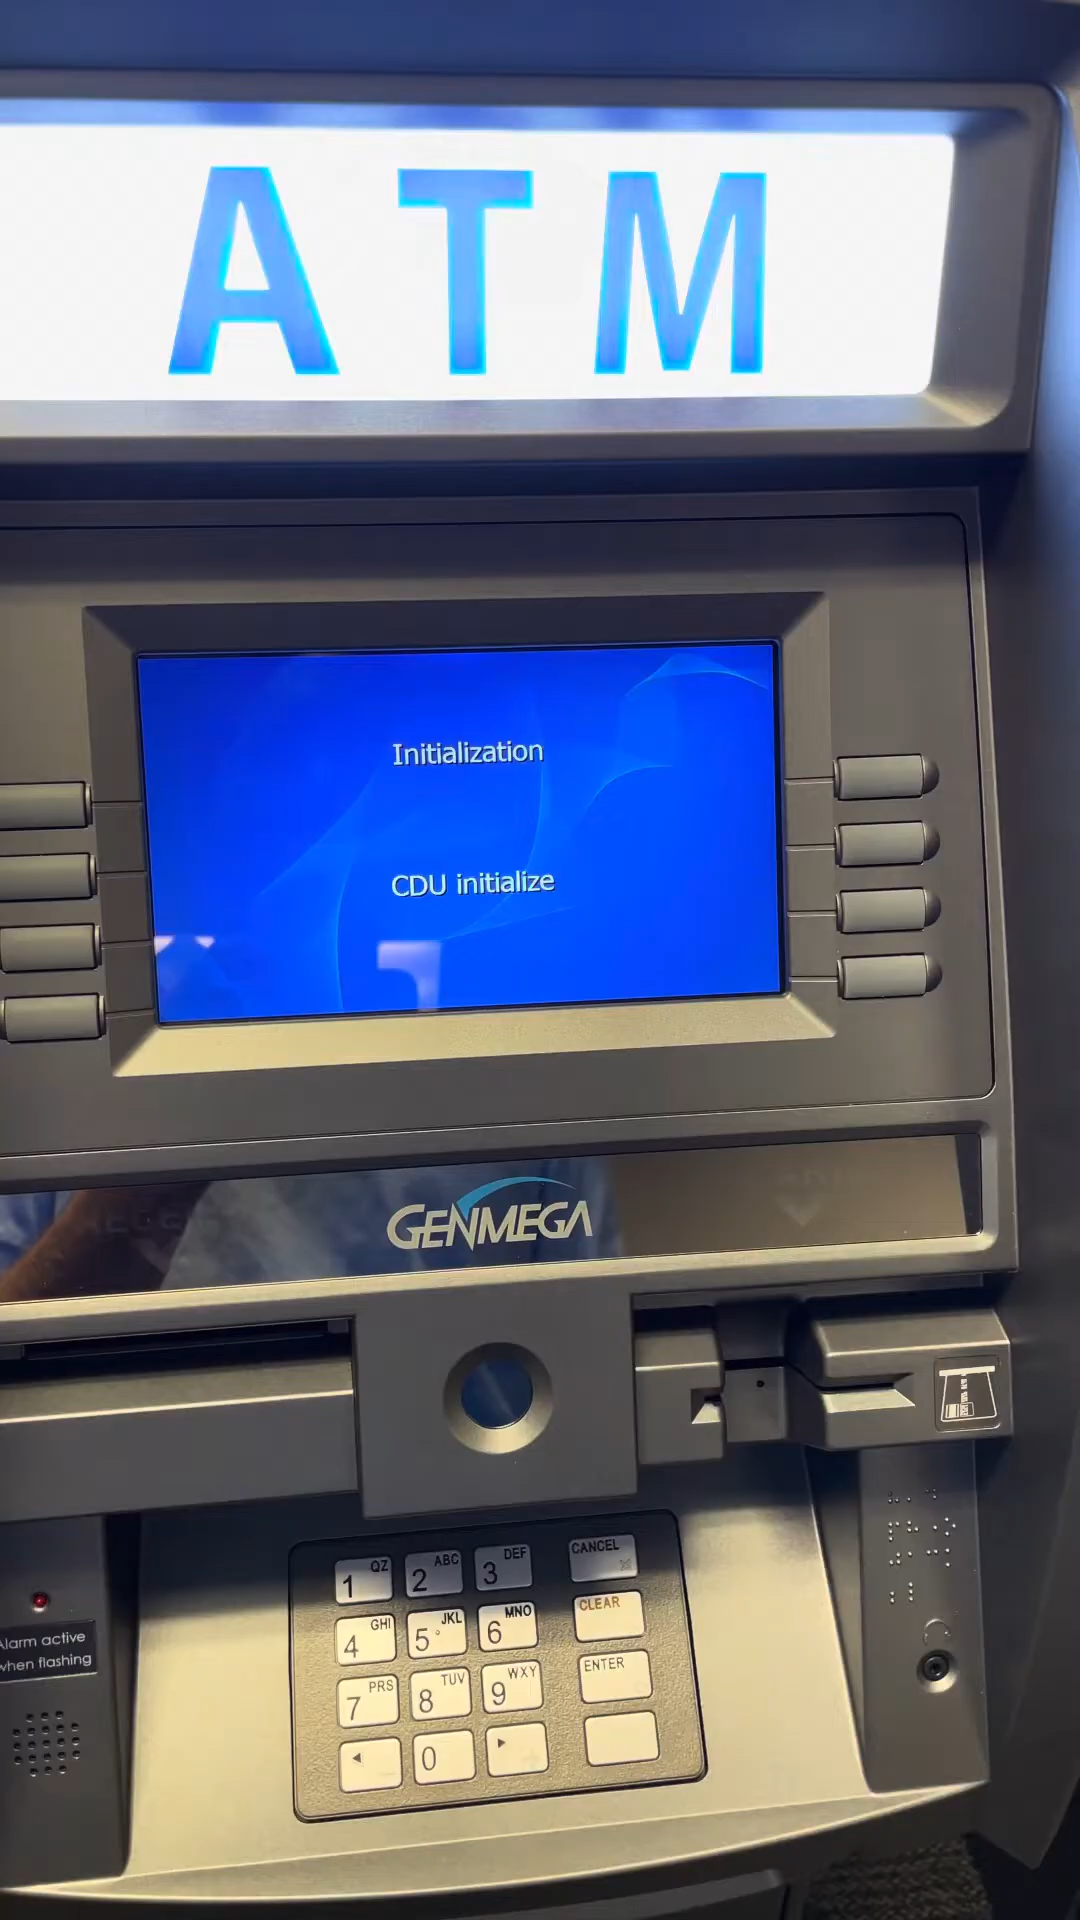 ATM
Initialization
CDU initialize
GENMEGA
Alarm active
when flashing
1 QZ
2 ABC
3 DEF
CANCEL
4 GHI
5 JKL
6 MNO
CLEAR
7 PRS
8 TUV
9 WXY
ENTER
0